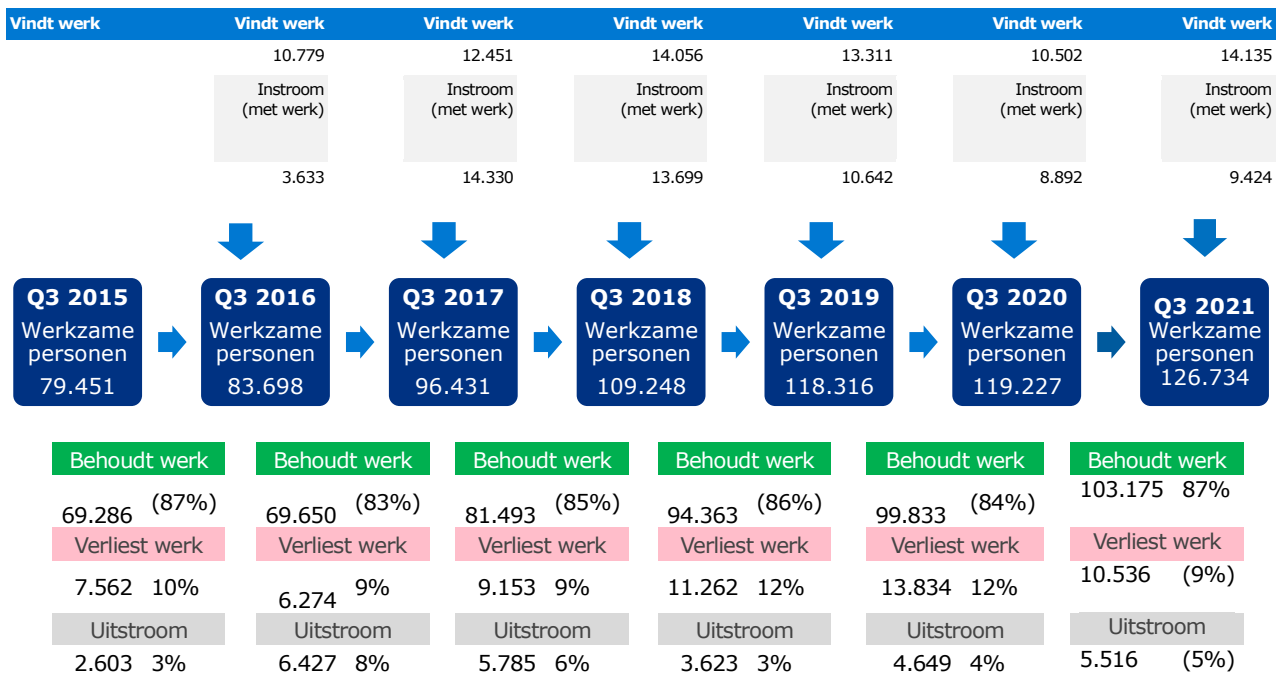 Vindt werk Vindt werk Vindt werk Vindt werk Vindt werk Vindt werk Vindt werk
10.779 12.451 14.056 13.311 10.502 14.135
Instroom Instroom Instroom Instroom Instroom Instroom
(met werk) (met werk) (met werk) (met werk) (met werk) (met werk)
3.633 14.330 13.699 10.642 8.892 9.424
Q3 2015 Q3 2016 Q3 2017 Q3 2018 Q3 2019 Q3 2020 Q3 2021
Werkzame Werkzame Werkzame Werkzame Werkzame Werkzame Werkzame
personen personen personen personen personen personen personen
79.451 83.698 96.431 109.248 118.316 119.227 126.734
Behoudt werk Behoudt werk Behoudt werk Behoudt werk Behoudt werk Behoudt werk
69.286 (87%) 69.650 (83%) 81.493 (85%) 94.363 (86%) 99.833 (84%) 103.175 87%
Verliest werk Verliest werk Verliest werk Verliest werk Verliest werk Verliest werk
7.562 10% 6.274 9% 9.153 9% 11.262 12% 13.834 12% 10.536 (9%)
Uitstroom Uitstroom Uitstroom Uitstroom Uitstroom Uitstroom
2.603 3% 6.427 8% 5.785 6% 3.623 3% 4.649 4% 5.516 (5%)